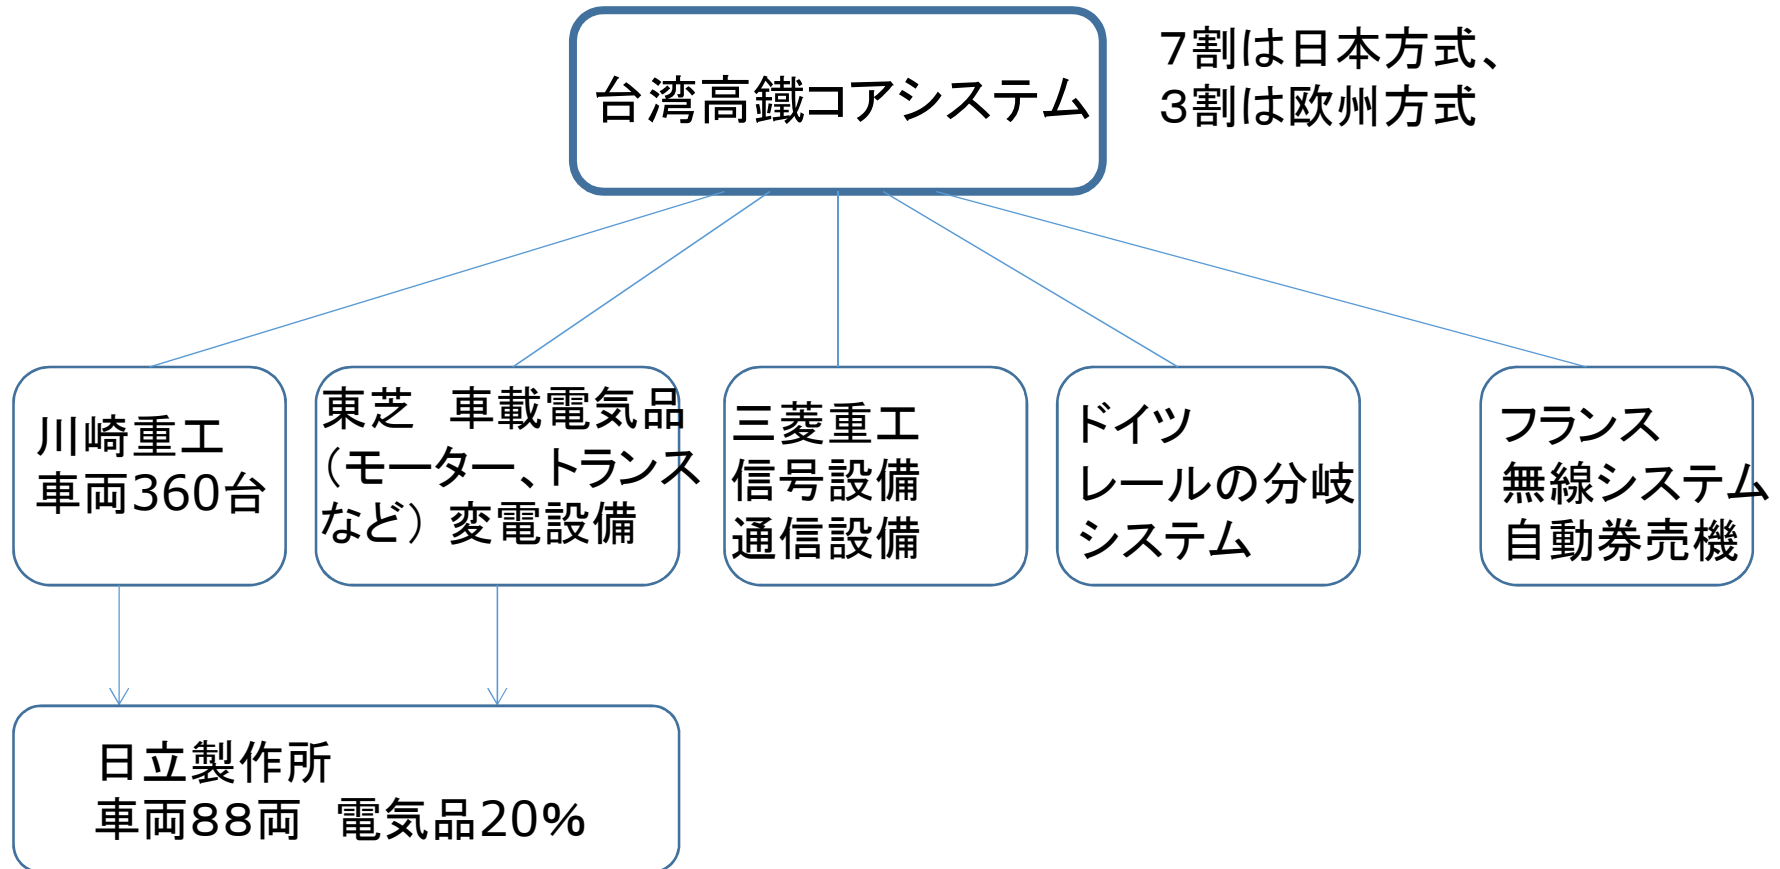 台湾高鐵コアシステム
7割は日本方式、
3割は欧州方式
川崎重工
車両360台
東芝　車載電気品
（モーター、トランス
など）変電設備
三菱重工
信号設備
通信設備
ドイツ
レールの分岐
システム
フランス
無線システム
自動券売機
日立製作所
車両88両　電気品20%